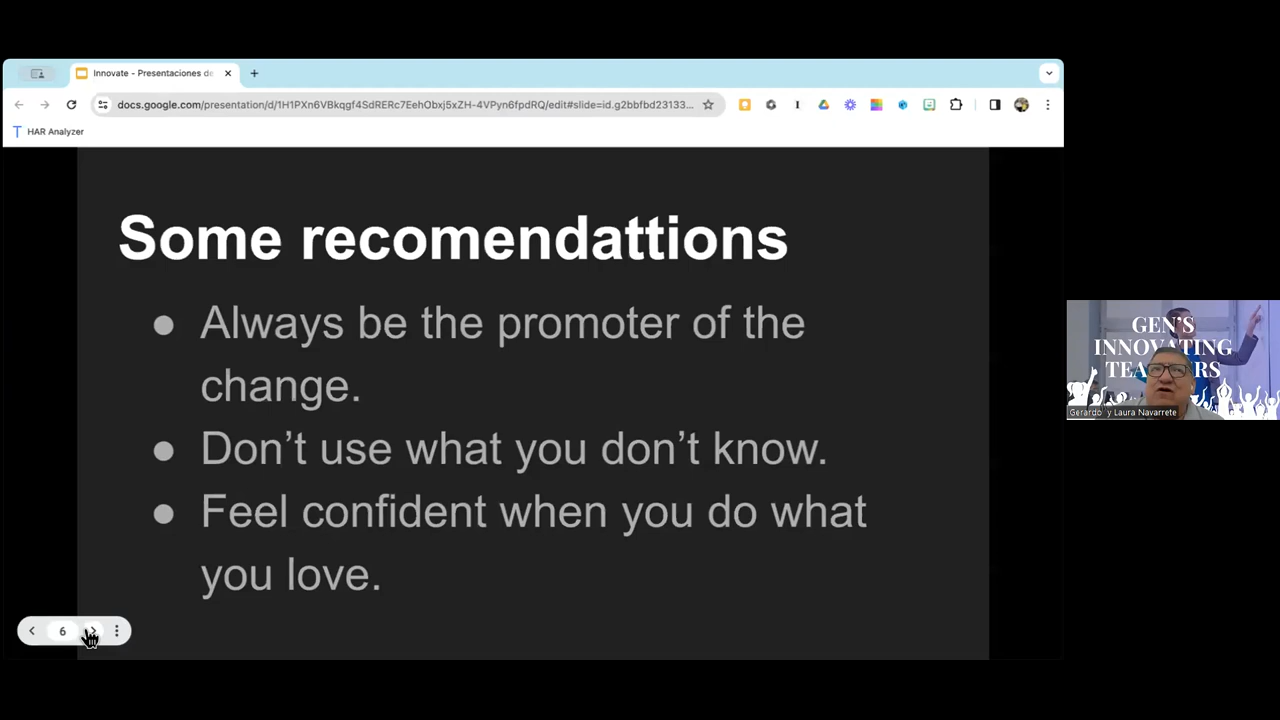 Innovate - Presentaciones de
docs.google.com/presentation/d/1H1PXn6VBkqgf4SdRERc7EehObxj5xZH-4VPyn6fpdRQ/edit#slide=id.g2bbfbd23133...
HAR Analyzer
Some recomendattions
● Always be the promoter of the
change.
● Don’t use what you don’t know.
● Feel confident when you do what
you love.
6
GEN'S
INNOVATING
Gerardo y Laura Navarrete